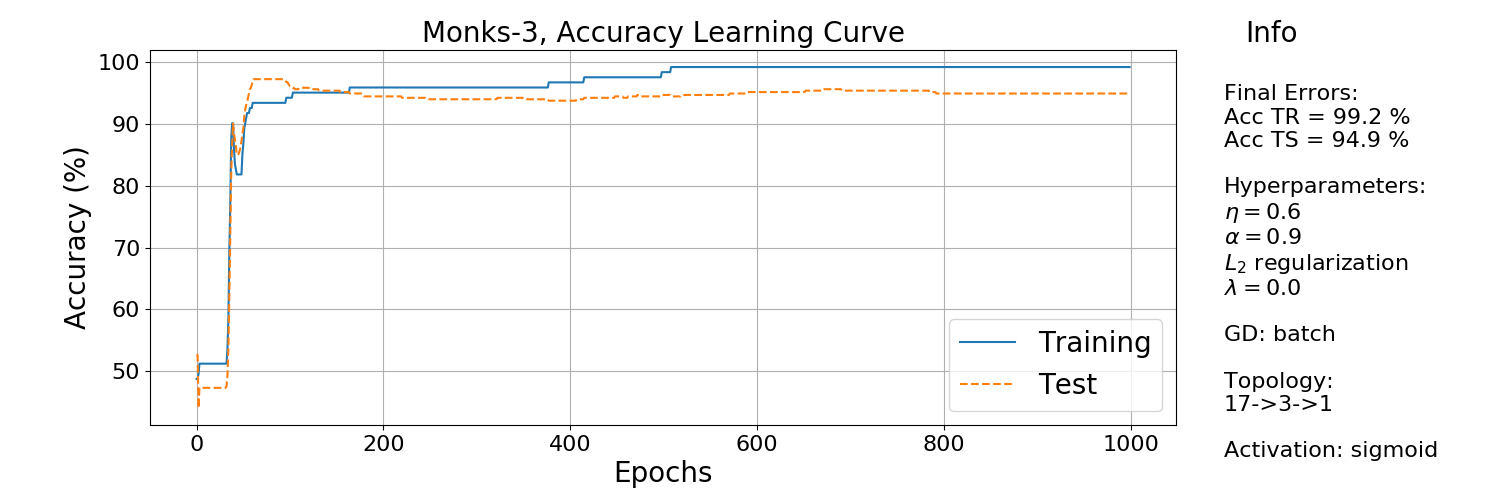 Monks-3, Accuracy Learning Curve
Accuracy (%)
100
90
80
70
60
50
0 200 400 600 800 1000
Epochs
Training
Test
Info
Final Errors:
Acc TR = 99.2 %
Acc TS = 94.9 %
Hyperparameters:
η = 0.6
α = 0.9
L₂ regularization
λ = 0.0
GD: batch
Topology:
17->3->1
Activation: sigmoid